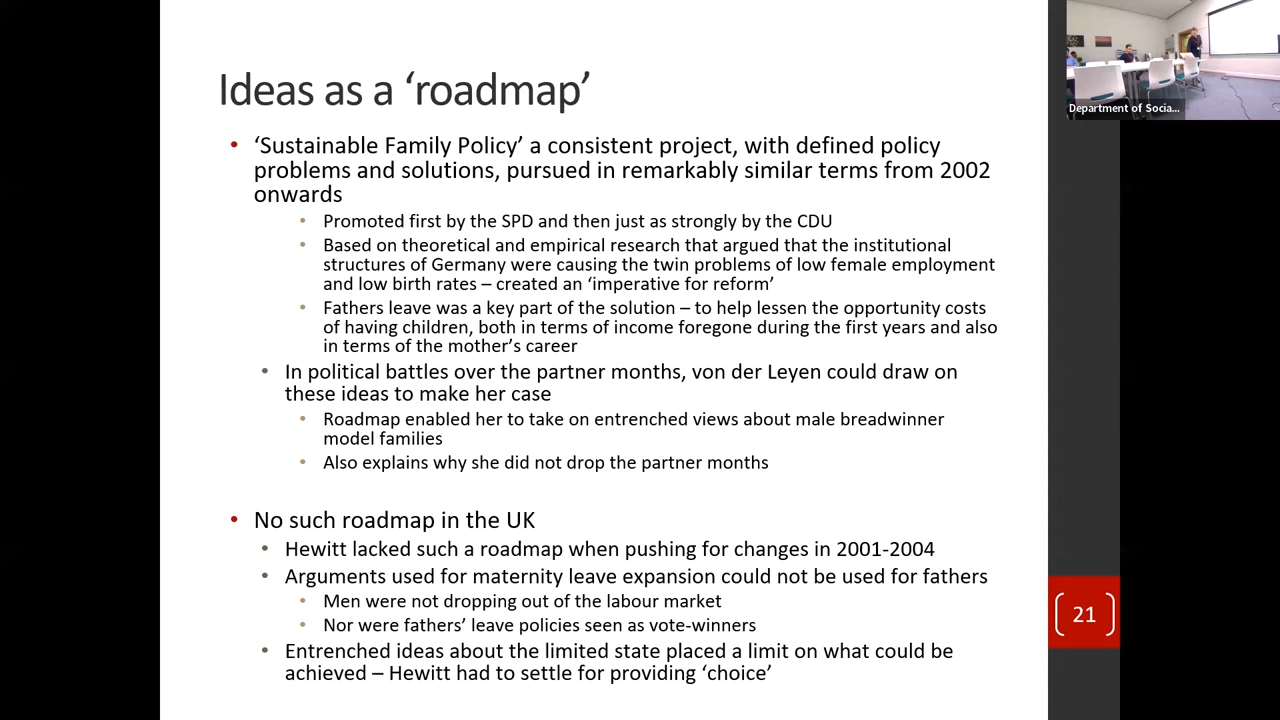 Ideas as a ‘roadmap’
• ‘Sustainable Family Policy’ a consistent project, with defined policy
problems and solutions, pursued in remarkably similar terms from 2002
onwards
• Promoted first by the SPD and then just as strongly by the CDU
• Based on theoretical and empirical research that argued that the institutional
structures of Germany were causing the twin problems of low female employment
and low birth rates – created an ‘imperative for reform’
• Fathers leave was a key part of the solution – to help lessen the opportunity costs
of having children, both in terms of income foregone during the first years and also
in terms of the mother’s career
• In political battles over the partner months, von der Leyen could draw on
these ideas to make her case
• Roadmap enabled her to take on entrenched views about male breadwinner
model families
• Also explains why she did not drop the partner months
• No such roadmap in the UK
• Hewitt lacked such a roadmap when pushing for changes in 2001-2004
• Arguments used for maternity leave expansion could not be used for fathers
• Men were not dropping out of the labour market
• Nor were fathers’ leave policies seen as vote-winners
• Entrenched ideas about the limited state placed a limit on what could be
achieved – Hewitt had to settle for providing ‘choice’
21
Department of Socia...